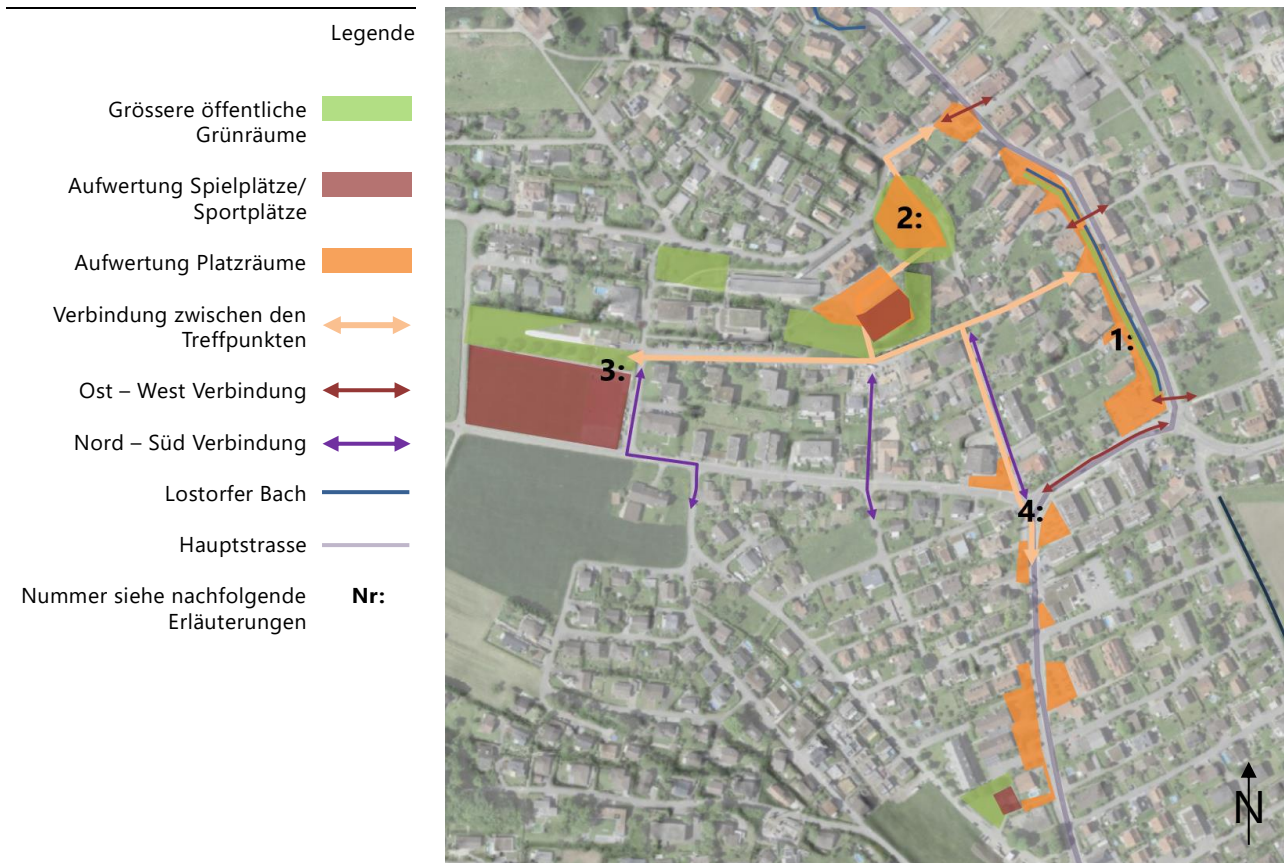 Legende
Grössere öffentliche
Grünräume
Aufwertung Spielplätze/
Sportplätze
Aufwertung Platzräume
Verbindung zwischen den
Treffpunkten
Ost – West Verbindung
Nord – Süd Verbindung
Lostorfer Bach
Hauptstrasse
Nummer siehe nachfolgende
Erläuterungen
Nr:
2:
1:
3:
4:
N